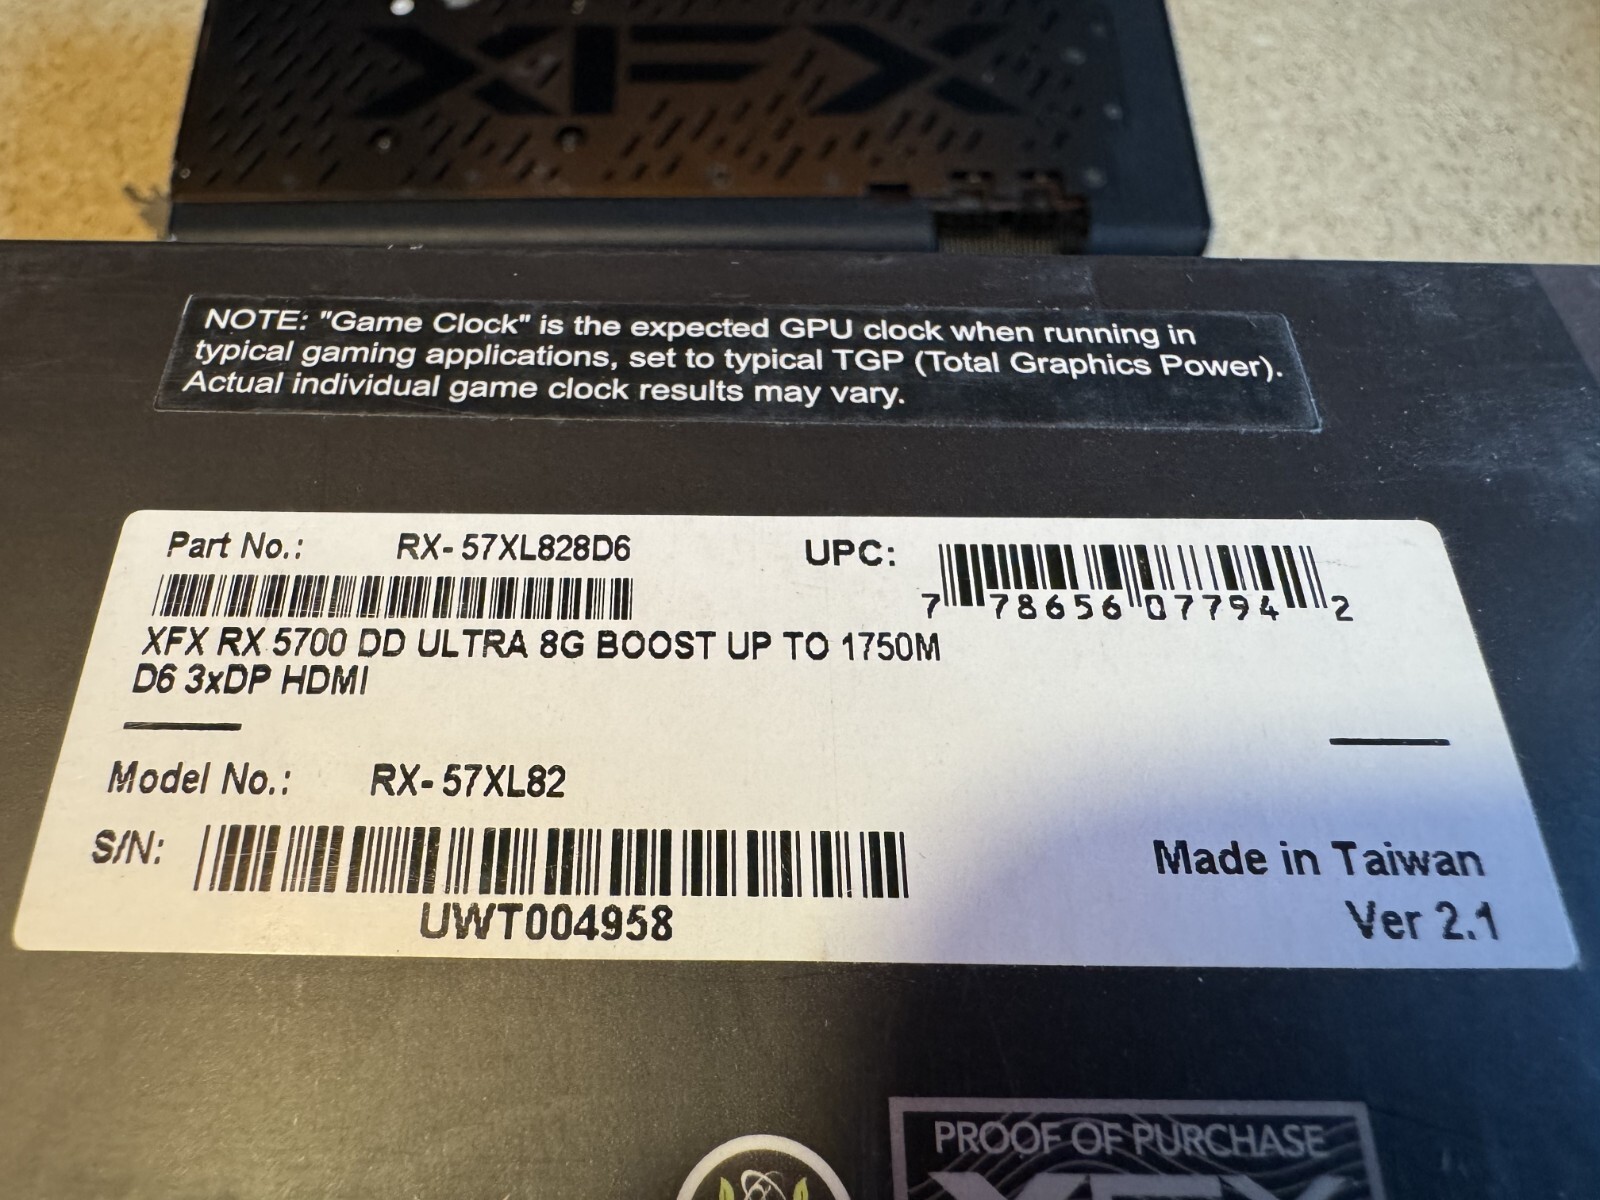 XFX
NOTE: "Game Clock" is the expected GPU clock when running in
typical gaming applications, set to typical TGP (Total Graphics Power).
Actual individual game clock results may vary.
Part No.: RX-57XL828D6
UPC: 7 78656 07794 2
XFX RX 5700 DD ULTRA 8G BOOST UP TO 1750M
D6 3xDP HDMI
Model No.: RX-57XL82
S/N:
UWT004958
Made in Taiwan
Ver 2.1
PROOF OF PURCHASE
XFX